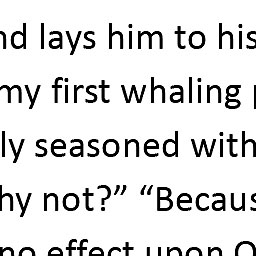 nd lays him to his
my first whaling p
ly seasoned with
hy not?” “Becaus
no effect upon Q